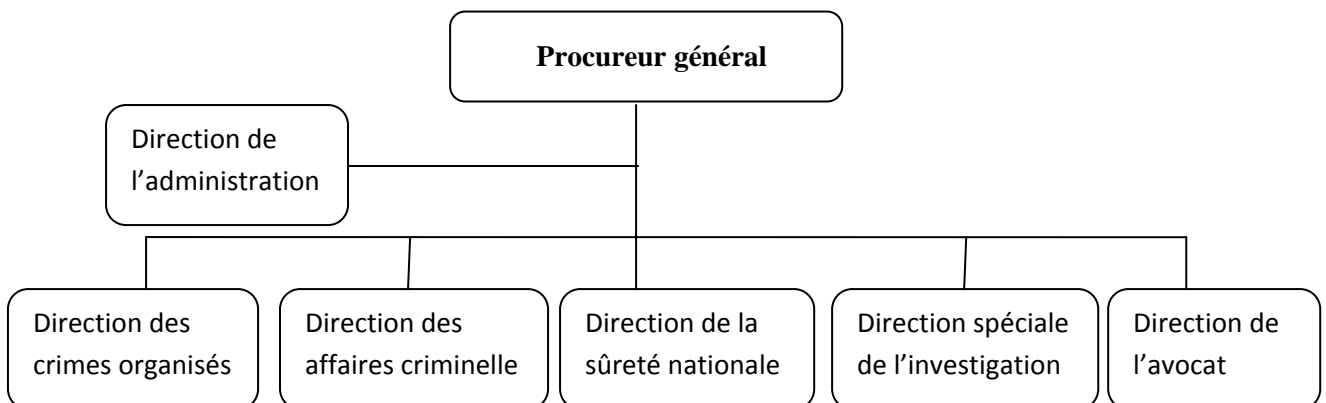 Procureur général
Direction de
l’administration
Direction des
crimes organisés
Direction des
affaires criminelle
Direction de la
sûreté nationale
Direction spéciale
de l’investigation
Direction de
l’avocat